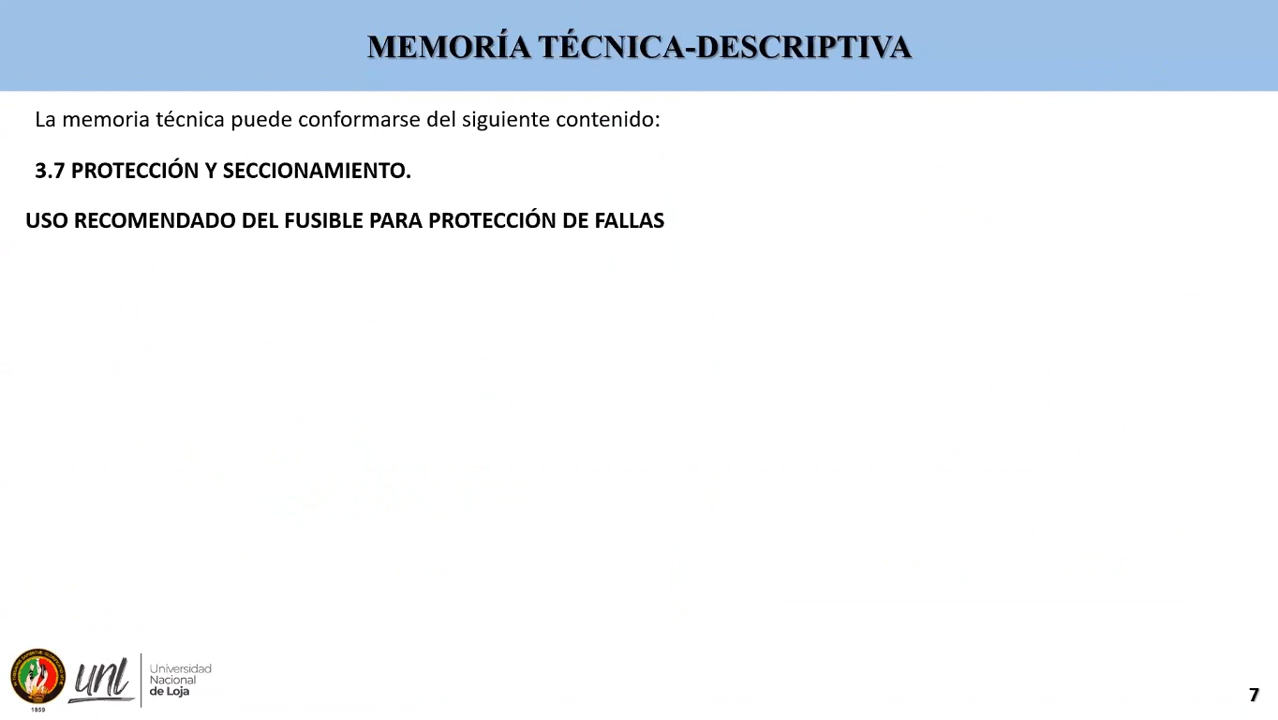 MEMORÍA TÉCNICA-DESCRIPTIVA
La memoria técnica puede conformarse del siguiente contenido:
3.7 PROTECCIÓN Y SECCIONAMIENTO.
USO RECOMENDADO DEL FUSIBLE PARA PROTECCIÓN DE FALLAS
1859
unl
Universidad
Nacional
de Loja
7